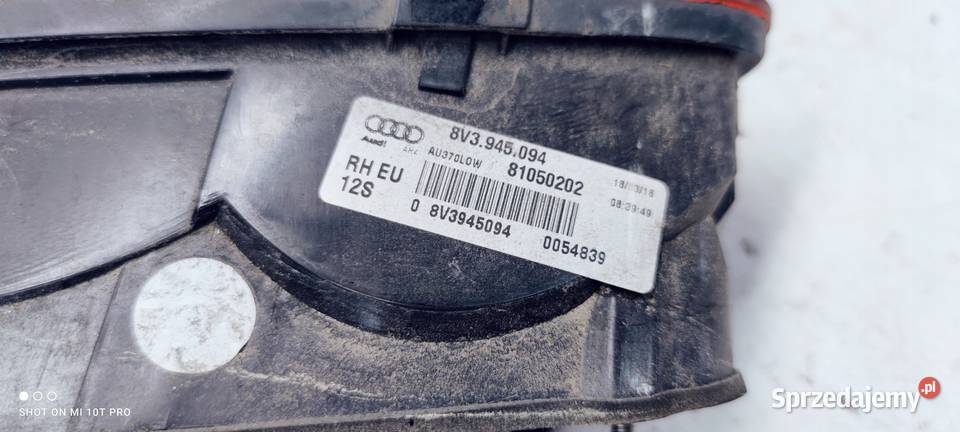 8V3.945.094
Audi AU370LOW 81050202
RH EU
12S
0 8V3945094 0054839
08:39:49
SHOT ON MI 10T PRO
Sprzedajemy.pl